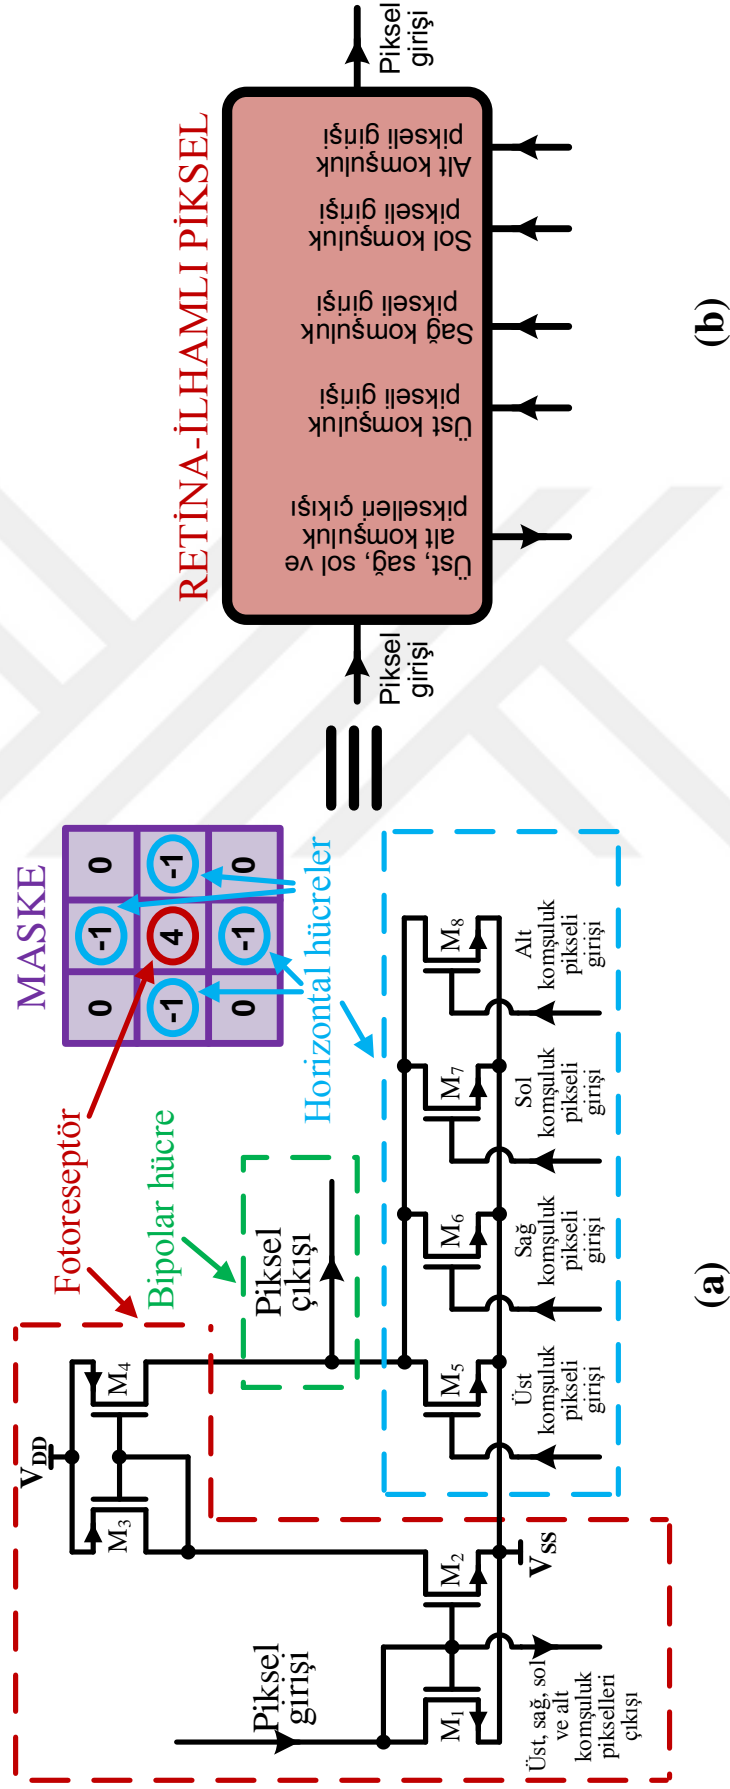 Fotoreseptör
Bipolar hücre
MASKE
0
-1
0
-1
4
-1
0
-1
0
Horizontal hücreler
VDD
M3
M4
Piksel
girişi
Piksel
çıkışı
M1
M2
M5
M6
M7
M8
VSS
Üst, sağ, sol
ve alt
komşuluk
pikselleri
çıkışı
Üst
komşuluk
pikseli
girişi
Sağ
komşuluk
pikseli
girişi
Sol
komşuluk
pikseli
girişi
Alt
komşuluk
pikseli
girişi
(a)
RETİNA-İLHAMLI PİKSEL
Piksel
girişi
Üst, sağ, sol ve
alt komşuluk
pikselleri çıkışı
Üst komşuluk
pikseli girişi
Sağ komşuluk
pikseli girişi
Sol komşuluk
pikseli girişi
Alt komşuluk
pikseli girişi
Piksel
girişi
(b)